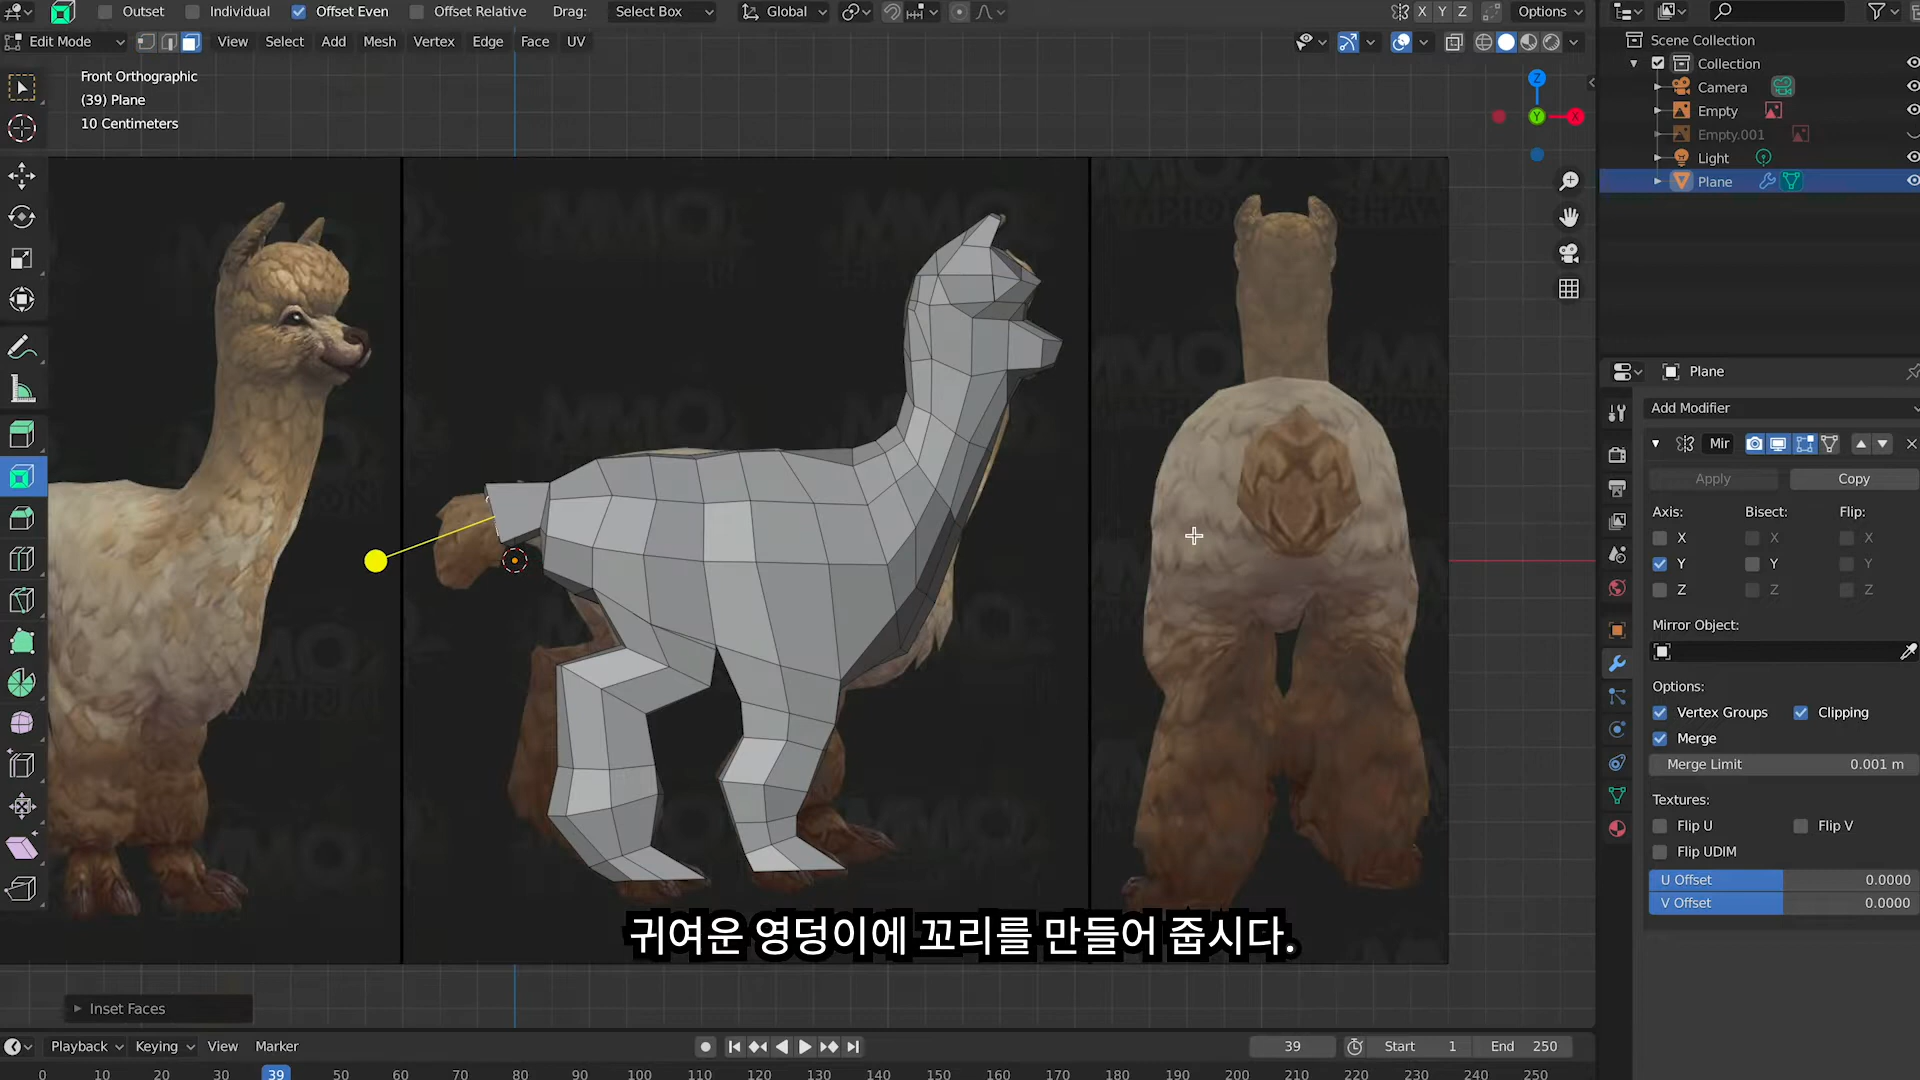 Outset
Individual
Offset Even
Offset Relative
Drag:
Select Box
Global
X
Y
Z
Options
Edit Mode
View
Select
Add
Mesh
Vertex
Edge
Face
UV
Front Orthographic
(39) Plane
10 Centimeters
Z
Y
X
귀여운 영덩이에 꼬리를 만들어 줍시다.
Inset Faces
Playback
Keying
View
Marker
39
Start 1
End 250
0 10 20 30 39 50 60 70 80 90 100 110 120 130 140 150 160 170 180 190 200 210 220 230 240 250
Scene Collection
Collection
Camera
Empty
Empty.001
Light
Plane
Plane
Add Modifier
Mir
Apply
Copy
Axis:
Bisect:
Flip:
X X X
Y Y Y
Z Z Z
Mirror Object:
Options:
Vertex Groups
Clipping
Merge
Merge Limit 0.001 m
Textures:
Flip U
Flip V
Flip UDIM
U Offset 0.0000
V Offset 0.0000